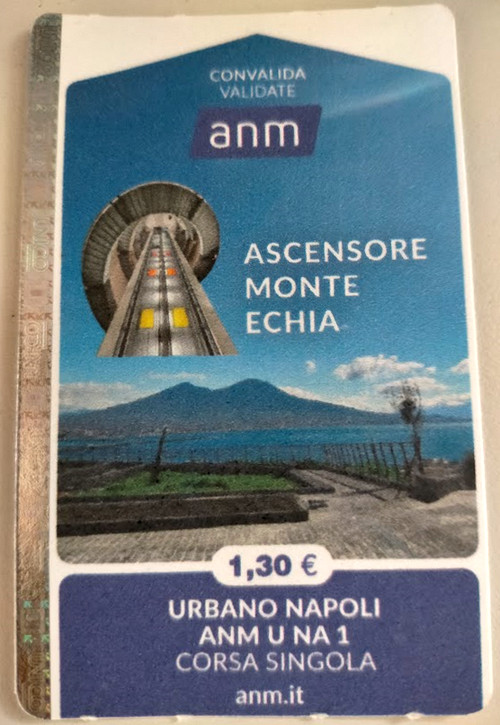 CONVALIDA
VALIDATE
anm
ASCENSORE
MONTE
ECHIA
1,30 €
URBANO NAPOLI
ANM U NA 1
CORSA SINGOLA
anm.it